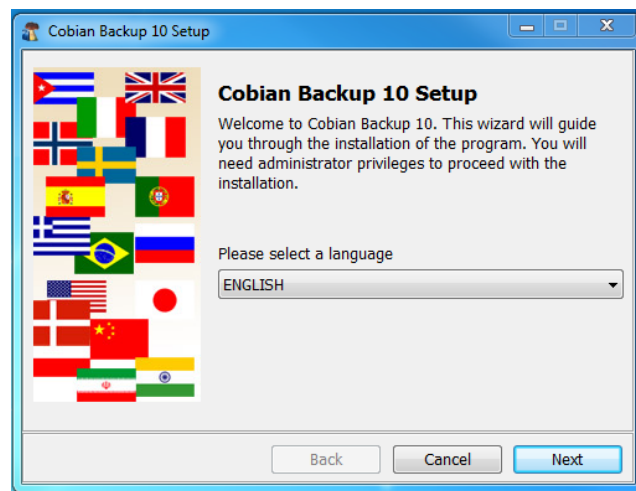 Cobian Backup 10 Setup
Cobian Backup 10 Setup
Welcome to Cobian Backup 10. This wizard will guide
you through the installation of the program. You will
need administrator privileges to proceed with the
installation.
Please select a language
ENGLISH
Back Cancel Next